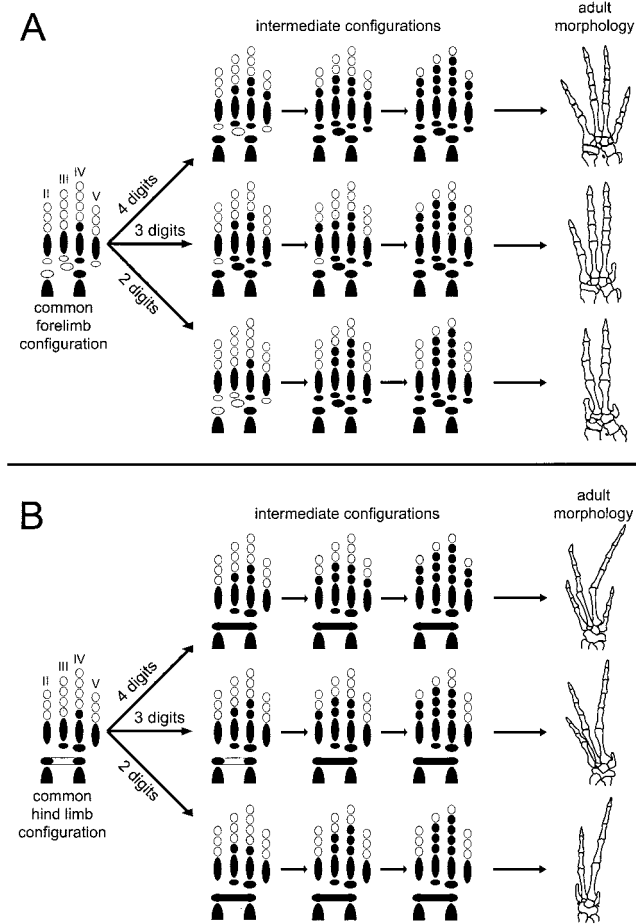 A
intermediate configurations
adult
morphology
II
III
IV
V
4 digits
3 digits
2 digits
common
forelimb
configuration
B
intermediate configurations
adult
morphology
II
III
IV
V
4 digits
3 digits
2 digits
common
hind limb
configuration